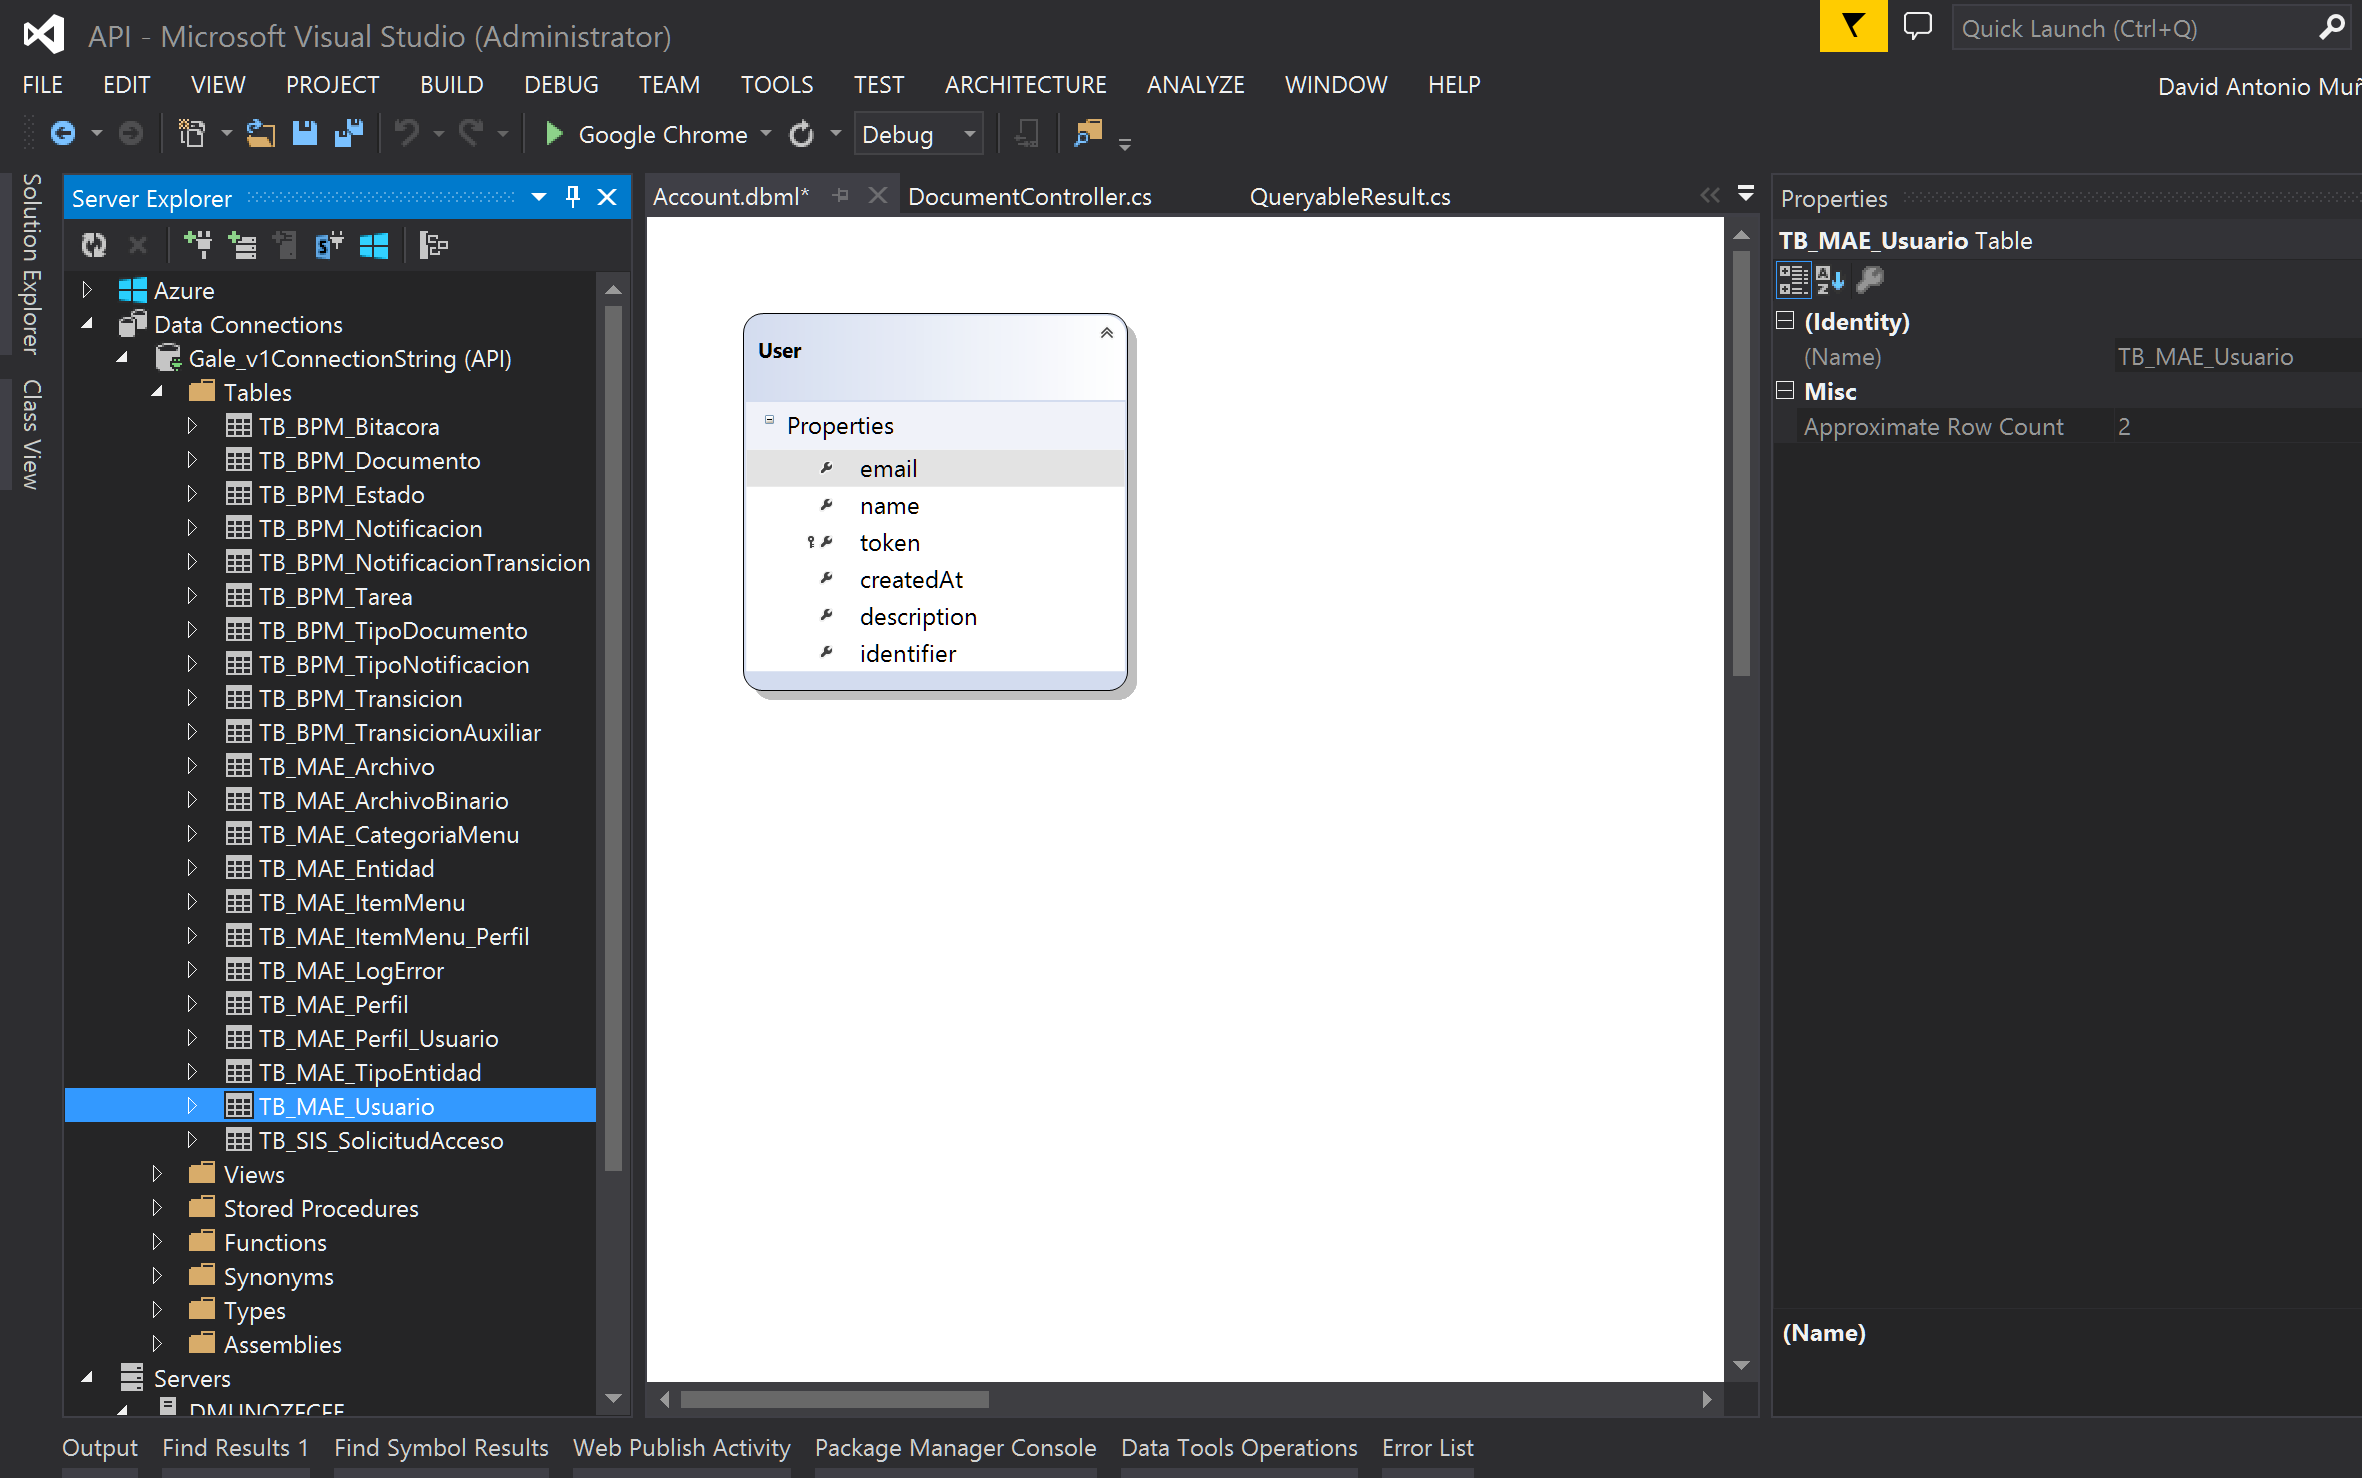 API - Microsoft Visual Studio (Administrator)
Quick Launch (Ctrl+Q)
FILE EDIT VIEW PROJECT BUILD DEBUG TEAM TOOLS TEST ARCHITECTURE ANALYZE WINDOW HELP
David Antonio
Google Chrome
Debug
Solution Explorer
Class View
Server Explorer
Azure
Data Connections
Gale_v1ConnectionString (API)
Tables
TB_BPM_Bitacora
TB_BPM_Documento
TB_BPM_Estado
TB_BPM_Notificacion
TB_BPM_NotificacionTransicion
TB_BPM_Tarea
TB_BPM_TipoDocumento
TB_BPM_TipoNotificacion
TB_BPM_Transicion
TB_BPM_TransicionAuxiliar
TB_MAE_Archivo
TB_MAE_ArchivoBinario
TB_MAE_CategoriaMenu
TB_MAE_Entidad
TB_MAE_ItemMenu
TB_MAE_ItemMenu_Perfil
TB_MAE_LogError
TB_MAE_Perfil
TB_MAE_Perfil_Usuario
TB_MAE_TipoEntidad
TB_MAE_Usuario
TB_SIS_SolicitudAcceso
Views
Stored Procedures
Functions
Synonyms
Types
Assemblies
Servers
Account.dbml* DocumentController.cs QueryableResult.cs
User
Properties
email
name
token
createdAt
description
identifier
Properties
TB_MAE_Usuario Table
(Identity)
(Name) TB_MAE_Usuario
Misc
Approximate Row Count 2
(Name)
Output Find Results 1 Find Symbol Results Web Publish Activity Package Manager Console Data Tools Operations Error List